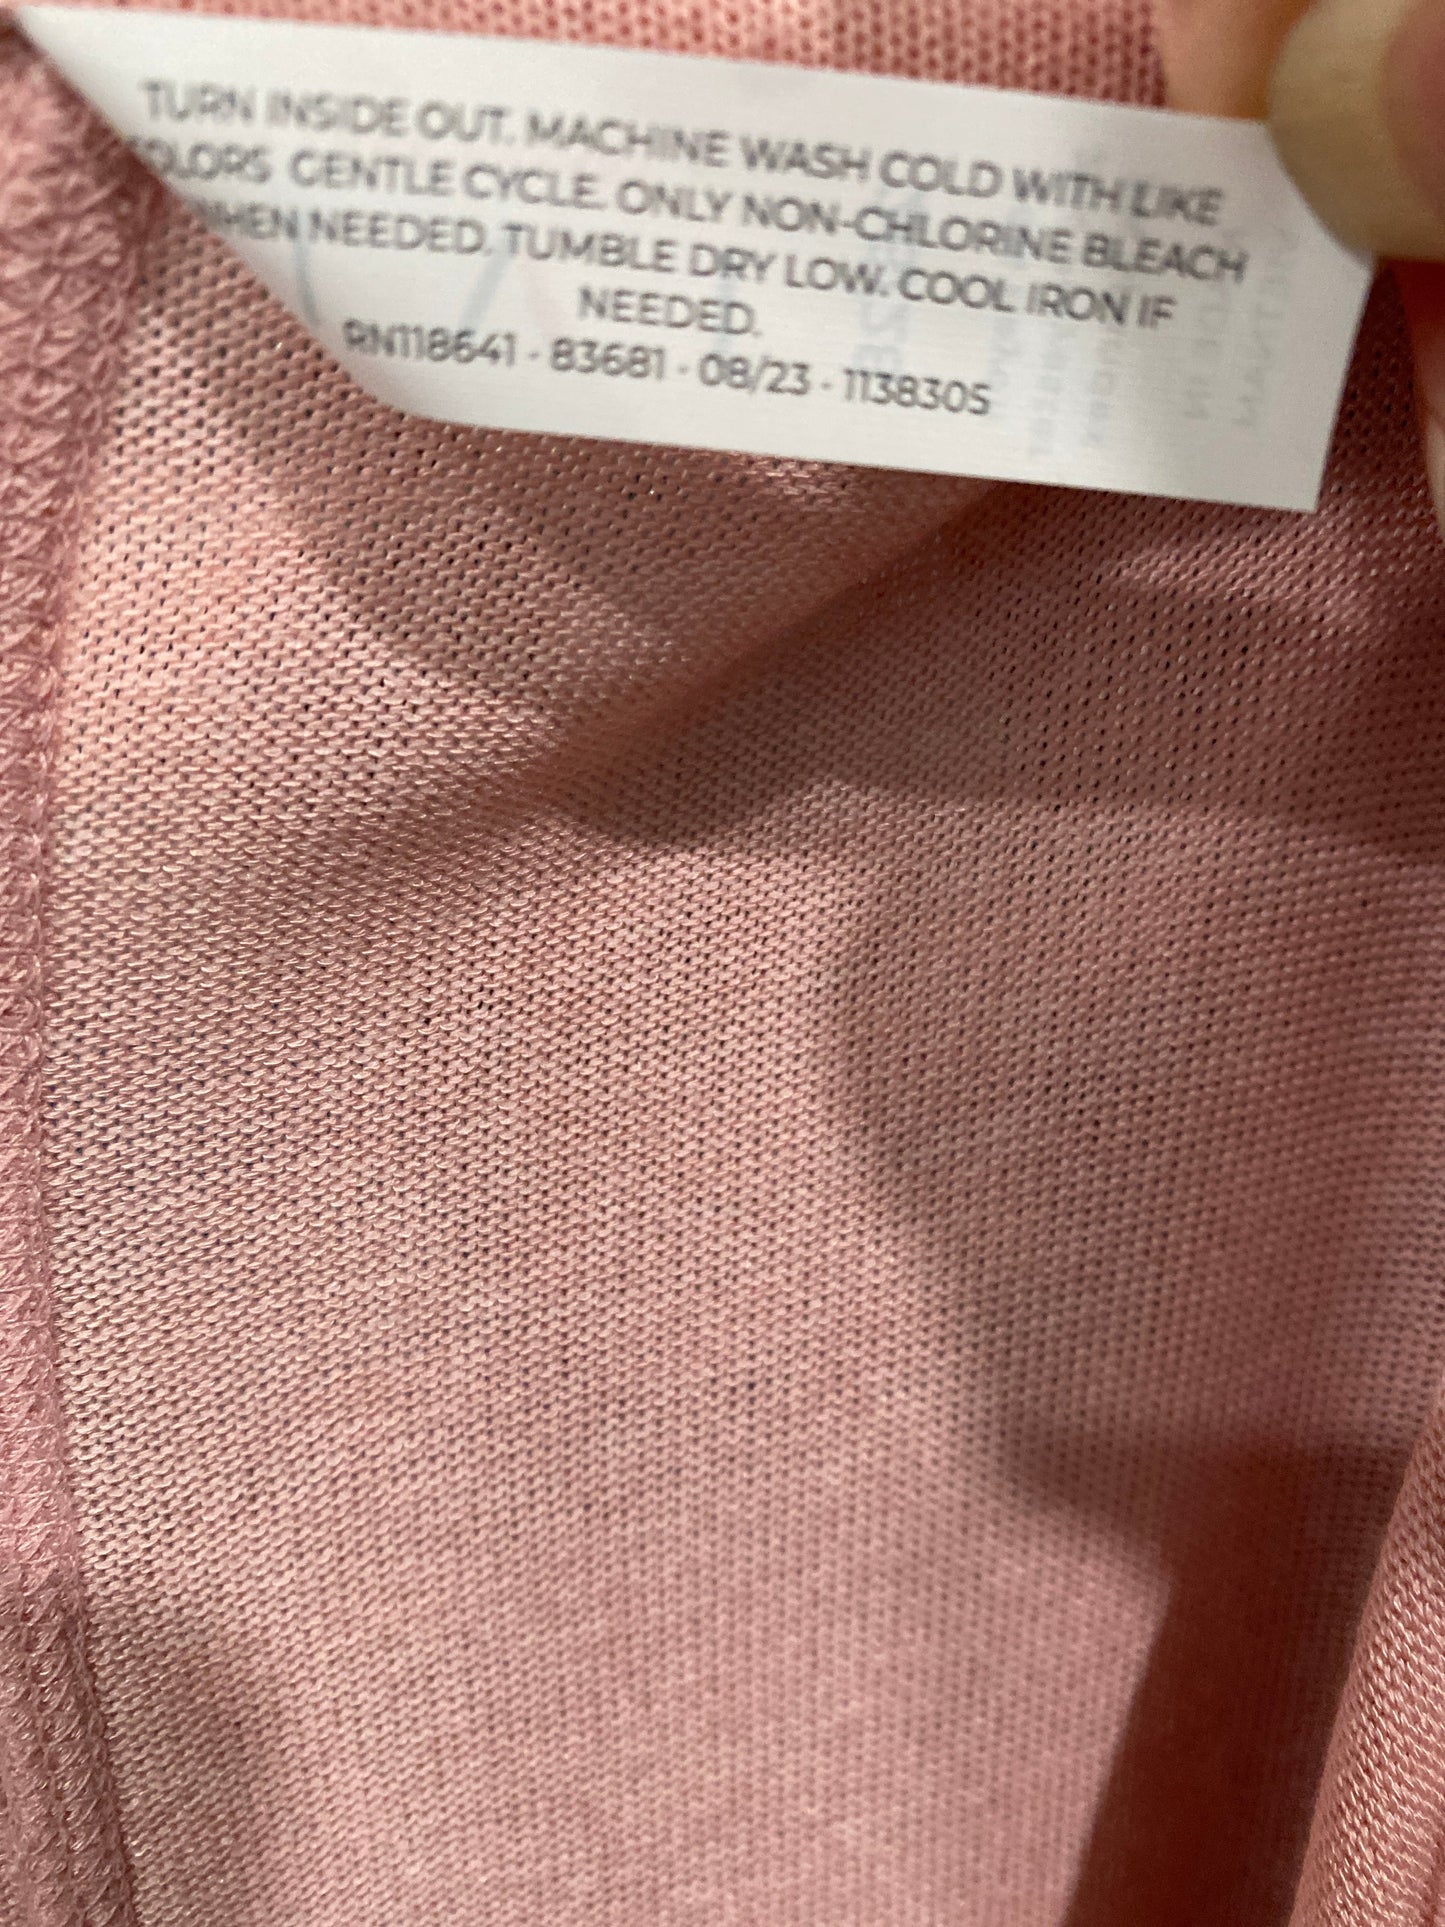 TURN INSIDE OUT. MACHINE WASH COLD WITH LIKE
COLORS GENTLE CYCLE. ONLY NON-CHLORINE BLEACH
WHEN NEEDED. TUMBLE DRY LOW. COOL IRON IF
NEEDED.
RN118641 - 83681 - 08/23 - 1138305